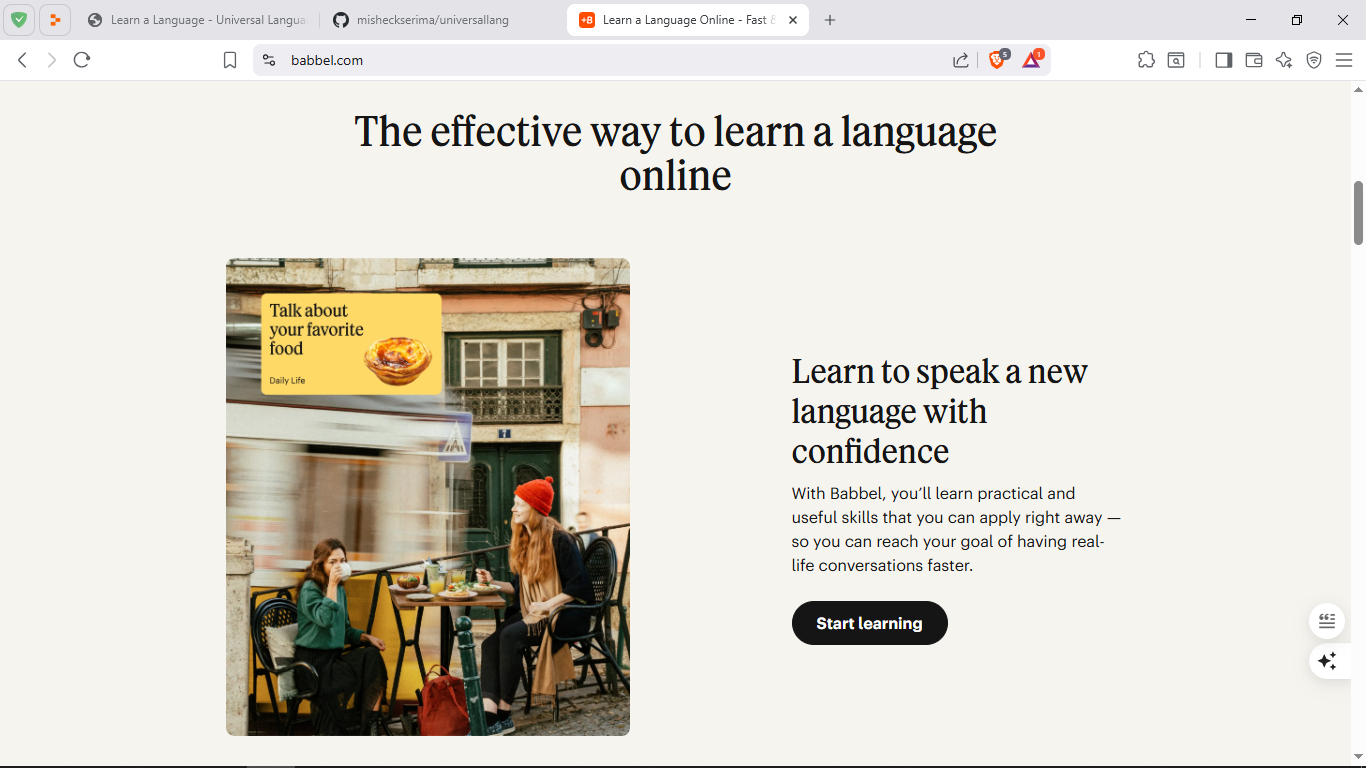 Learn a Language - Universal Langua
misheckserima/universallang
+B
Learn a Language Online - Fast &
babbel.com
5
1
The effective way to learn a language
online
Talk about
your favorite
food
Daily Life
Learn to speak a new
language with
confidence
With Babbel, you’ll learn practical and
useful skills that you can apply right away —
so you can reach your goal of having real-
life conversations faster.
Start learning